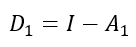 D₁ = I − A₁